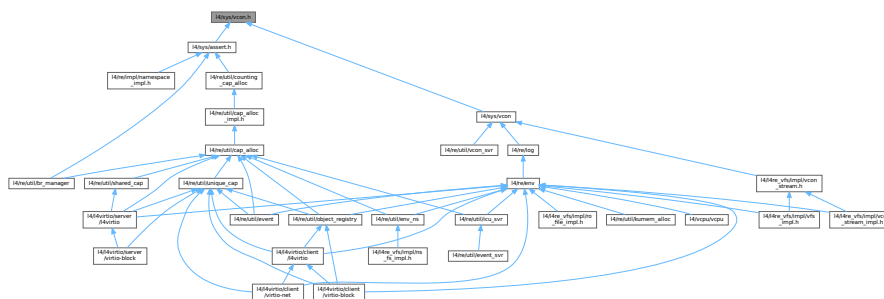 l4/sys/vcon.h
l4/sys/assert.h
l4/re/impl/namespace
_impl.h
l4/re/util/counting
_cap_alloc
l4/re/util/cap_alloc
_impl.h
l4/sys/vcon
l4/re/util/cap_alloc
l4/re/util/vcon_svr
l4/re/log
l4/re/util/br_manager
l4/re/util/shared_cap
l4/re/util/unique_cap
l4/re/env
l4/l4re_vfs/impl/vcon
_stream.h
l4/l4virtio/server
/l4virtio
l4/re/util/event
l4/re/util/object_registry
l4/re/util/env_ns
l4/re/util/icu_svr
l4/l4re_vfs/impl/ro
_file_impl.h
l4/re/util/kumem_alloc
l4/vcpu/vcpu
l4/l4re_vfs/impl/vfs
_impl.h
l4/l4re_vfs/impl/vcon
_stream_impl.h
l4/l4virtio/server
/virtio-block
l4/l4virtio/client
/l4virtio
l4/l4re_vfs/impl/ns
_fs_impl.h
l4/re/util/event_svr
l4/l4virtio/client
/virtio-net
l4/l4virtio/client
/virtio-block